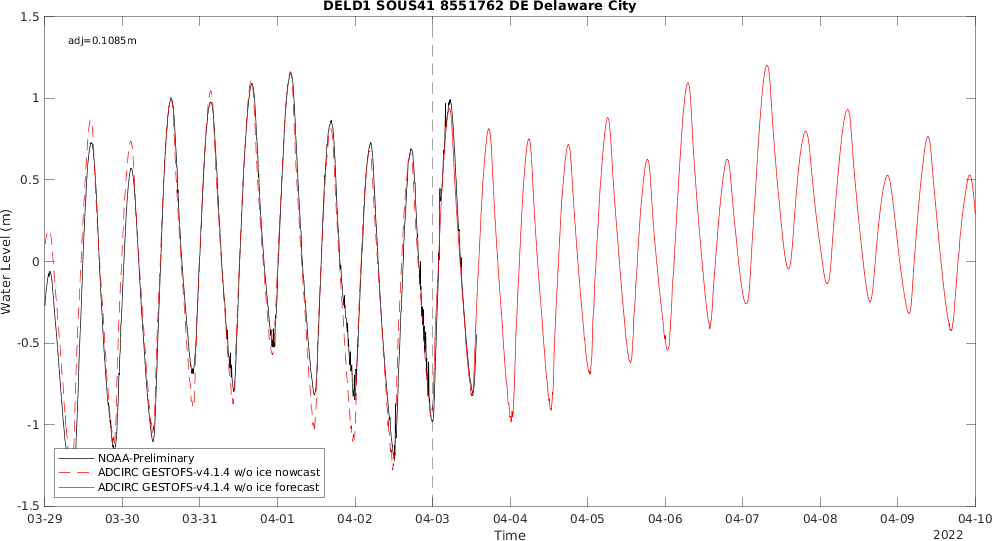 DELD1 SOUS41 8551762 DE Delaware City
adj=0.1085m
1.5
1
0.5
0
-0.5
-1
-1.5
Water Level (m)
NOAA-Preliminary
ADCIRC GESTOFS-v4.1.4 w/o ice nowcast
ADCIRC GESTOFS-v4.1.4 w/o ice forecast
03-29 03-30 03-31 04-01 04-02 04-03 04-04 04-05 04-06 04-07 04-08 04-09 04-10
Time
2022